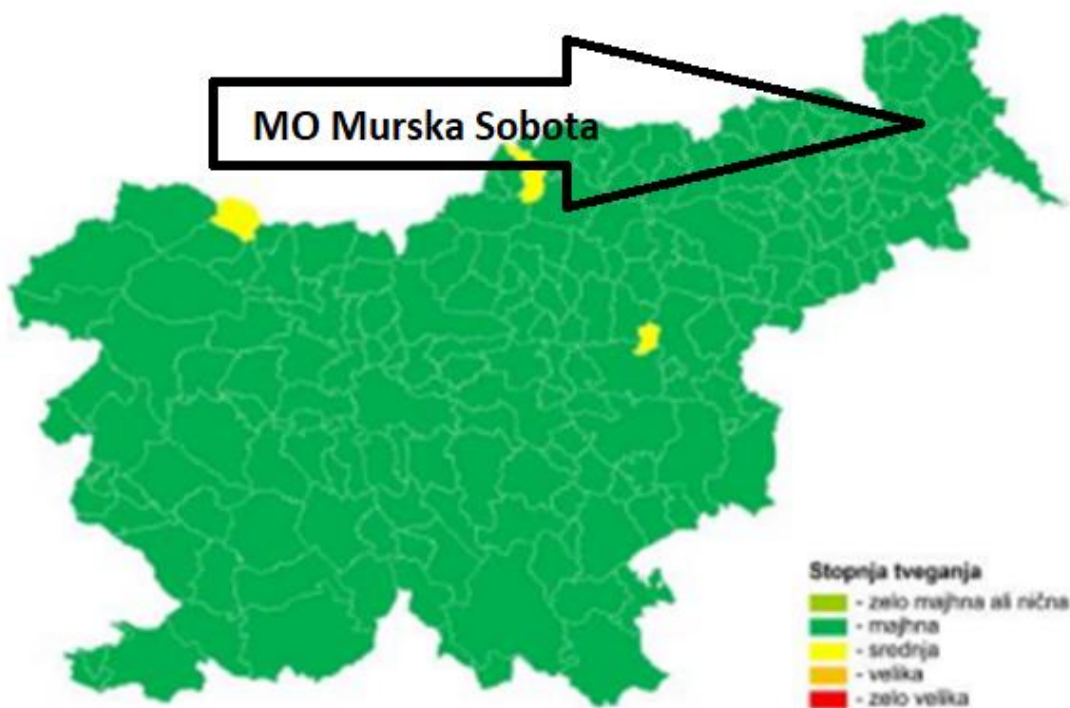 MO Murska Sobota
Stopnja tveganja
- zelo majhna ali nična
- majhna
- srednja
- velika
- zelo velika